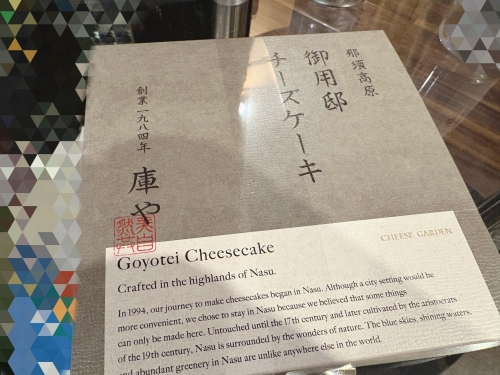 那須高原
御用邸
チーズケーキ
創業一九八四年
庫や
CHEESE GARDEN
Goyotei Cheesecake
Crafted in the highlands of Nasu.
In 1994, our journey to make cheesecakes began in Nasu. Although a city setting would be
more convenient, we chose to stay in Nasu because we believed that some things
can only be made here. Untouched until the 17th century and later cultivated by the aristocrats
of the 19th century, Nasu is surrounded by the wonders of nature. The blue skies, shining waters,
and abundant greenery in Nasu are unlike anywhere else in the world.